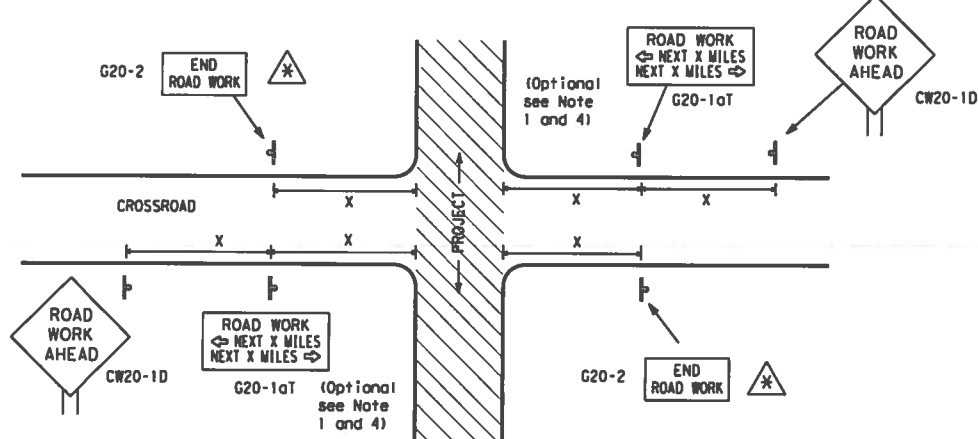 ROAD
WORK
AHEAD
CW20-1D
ROAD WORK
⇦ NEXT X MILES
NEXT X MILES ⇨
G20-1aT
(Optional
see Note
1 and 4)
G20-2
END
ROAD WORK
*
X
X
X
CROSSROAD
PROJECT
X
X
X
ROAD
WORK
AHEAD
CW20-1D
ROAD WORK
⇦ NEXT X MILES
NEXT X MILES ⇨
G20-1aT
(Optional
see Note
1 and 4)
G20-2
END
ROAD WORK
*